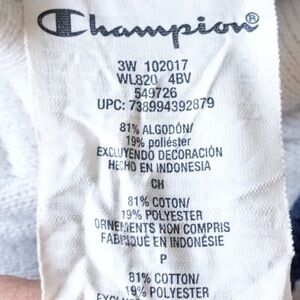 Champion®
3W 102017
WL820 4BV
549726
UPC: 738994392879
81% ALGODÓN/
19% poliéster
EXCLUYENDO DECORACIÓN
HECHO EN INDONESIA
CH
81% COTON/
19% POLYESTER
ORNEMENTS NON COMPRIS
FABRIQUÉ EN INDONÉSIE
P
81% COTTON/
19% POLYESTER